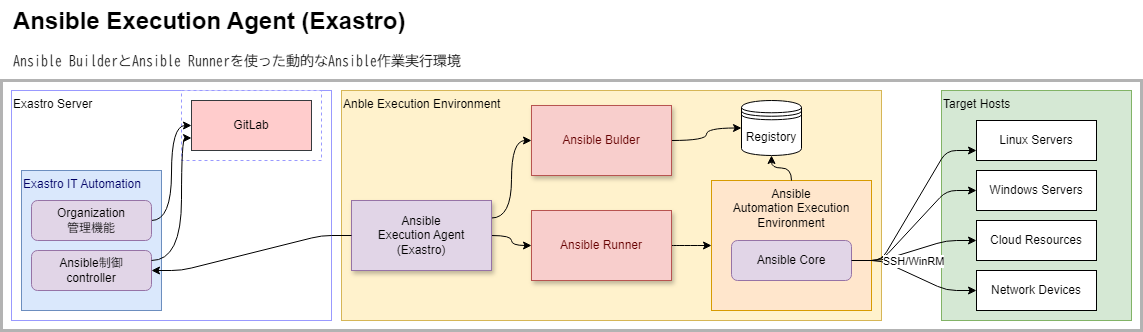 Ansible Execution Agent (Exastro)
Ansible BuilderとAnsible Runnerを使った動的なAnsible作業実行環境
Exastro Server
GitLab
Exastro IT Automation
Organization
管理機能
Ansible制御
controller
Anble Execution Environment
Ansible
Execution Agent
(Exastro)
Ansible Bulder
Ansible Runner
Registory
Ansible
Automation Execution
Environment
Ansible Core
SSH/WinRM
Target Hosts
Linux Servers
Windows Servers
Cloud Resources
Network Devices